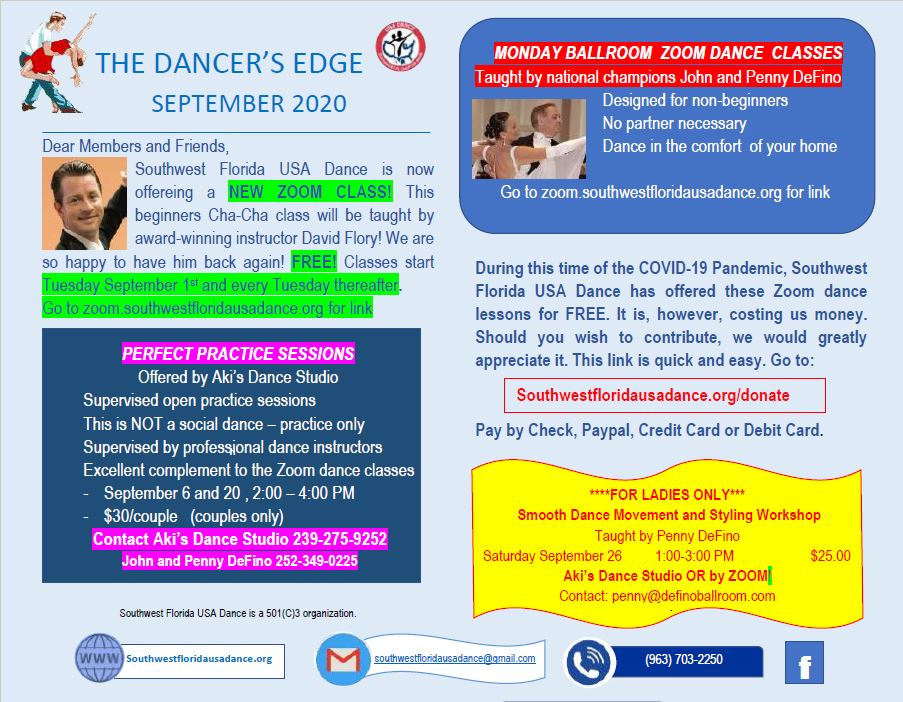 THE DANCER'S EDGE
SEPTEMBER 2020
USA DANCE
Dear Members and Friends,
Southwest Florida USA Dance is now
offereing a NEW ZOOM CLASS! This
beginners Cha-Cha class will be taught by
award-winning instructor David Flory! We are
so happy to have him back again! FREE! Classes start
Tuesday September 1st and every Tuesday thereafter.
Go to zoom.southwestfloridausadance.org for link
PERFECT PRACTICE SESSIONS
Offered by Aki's Dance Studio
Supervised open practice sessions
This is NOT a social dance – practice only
Supervised by professional dance instructors
Excellent complement to the Zoom dance classes
- September 6 and 20 , 2:00 – 4:00 PM
- $30/couple (couples only)
Contact Aki's Dance Studio 239-275-9252
John and Penny DeFino 252-349-0225
MONDAY BALLROOM ZOOM DANCE CLASSES
Taught by national champions John and Penny DeFino
Designed for non-beginners
No partner necessary
Dance in the comfort of your home
Go to zoom.southwestfloridausadance.org for link
During this time of the COVID-19 Pandemic, Southwest
Florida USA Dance has offered these Zoom dance
lessons for FREE. It is, however, costing us money.
Should you wish to contribute, we would greatly
appreciate it. This link is quick and easy. Go to:
Southwestfloridausadance.org/donate
Pay by Check, Paypal, Credit Card or Debit Card.
****FOR LADIES ONLY***
Smooth Dance Movement and Styling Workshop
Taught by Penny DeFino
Saturday September 26 1:00-3:00 PM $25.00
Aki's Dance Studio OR by ZOOM
Contact: penny@definoballroom.com
Southwest Florida USA Dance is a 501(C)3 organization.
WWW
Southwestfloridausadance.org
southwestfloridausadance@gmail.com
(963) 703-2250
f